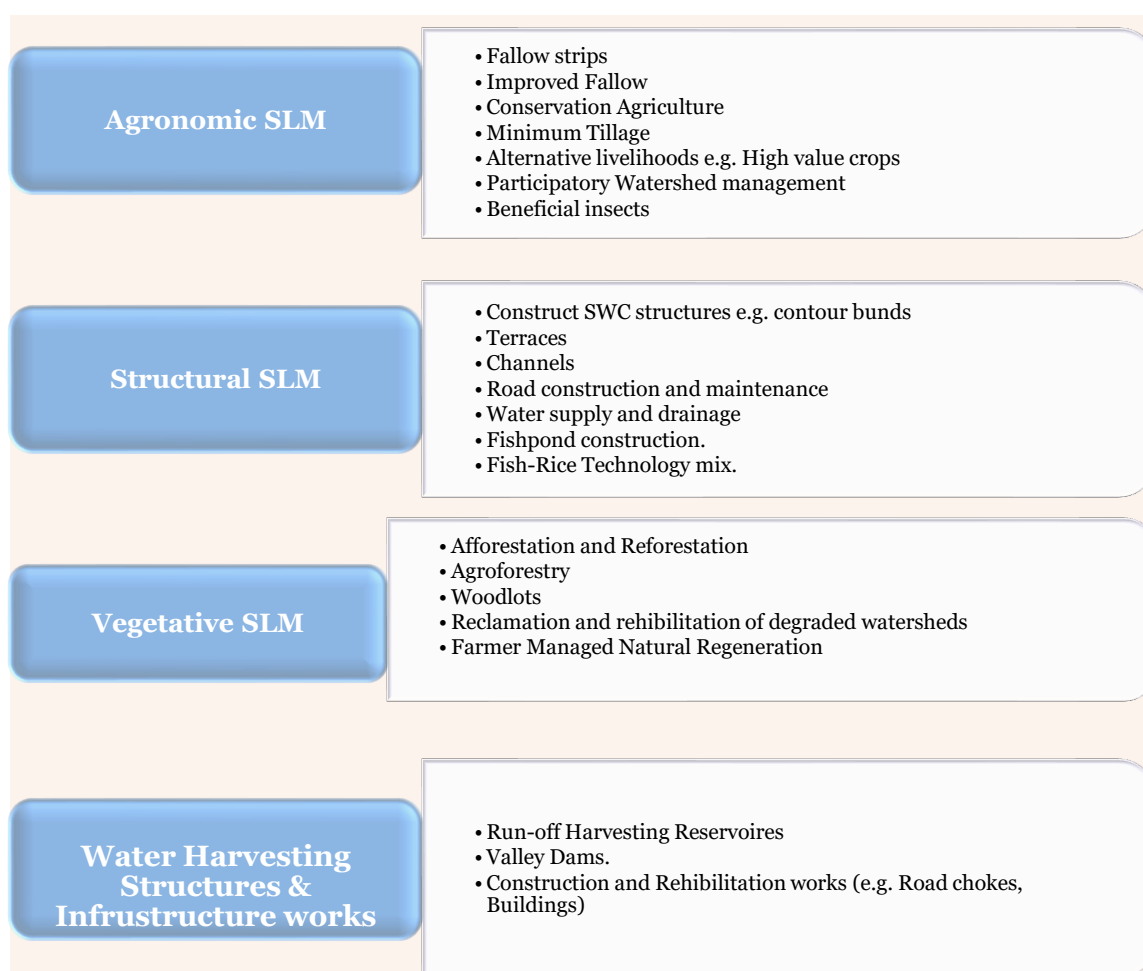 Agronomic SLM
• Fallow strips
• Improved Fallow
• Conservation Agriculture
• Minimum Tillage
• Alternative livelihoods e.g. High value crops
• Participatory Watershed management
• Beneficial insects
Structural SLM
• Construct SWC structures e.g. contour bunds
• Terraces
• Channels
• Road construction and maintenance
• Water supply and drainage
• Fishpond construction.
• Fish-Rice Technology mix.
Vegetative SLM
• Afforestation and Reforestation
• Agroforestry
• Woodlots
• Reclamation and rehibilitation of degraded watersheds
• Farmer Managed Natural Regeneration
Water Harvesting
Structures &
Infrustructure works
• Run-off Harvesting Reservoires
• Valley Dams.
• Construction and Rehibilitation works (e.g. Road chokes,
Buildings)